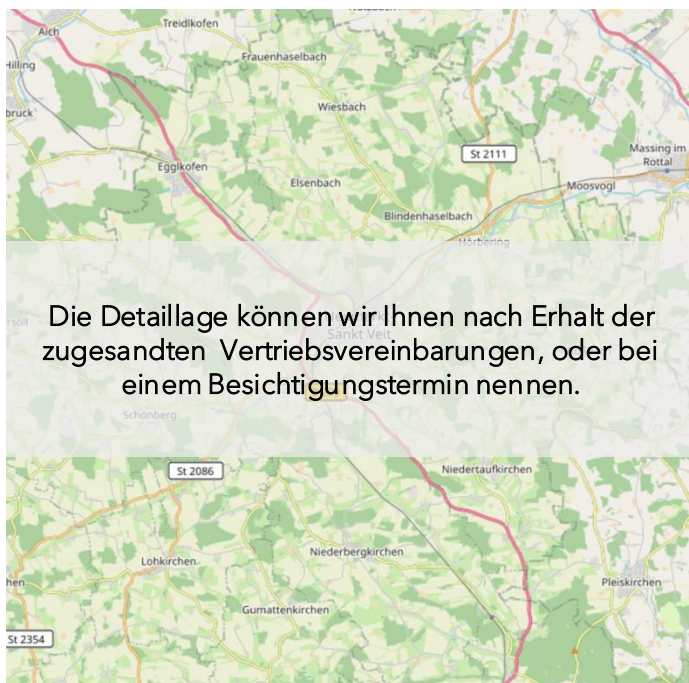 Aich
Treidlkofen
Frauenhaselbach
Hilling
Wiesbach
bruck
St 2111
Massing im
Rottal
Egglkofen
Elsenbach
Moosvogl
Blindenhaselbach
Hörbering
Die Detaillage können wir Ihnen nach Erhalt der
Sankt Veit
zugesandten Vertriebsvereinbarungen, oder bei
einem Besichtigungstermin nennen.
Schönberg
St 2086
Niedertaufkirchen
Niederbergkirchen
Lohkirchen
Pleiskirchen
Gumattenkirchen
St 2354